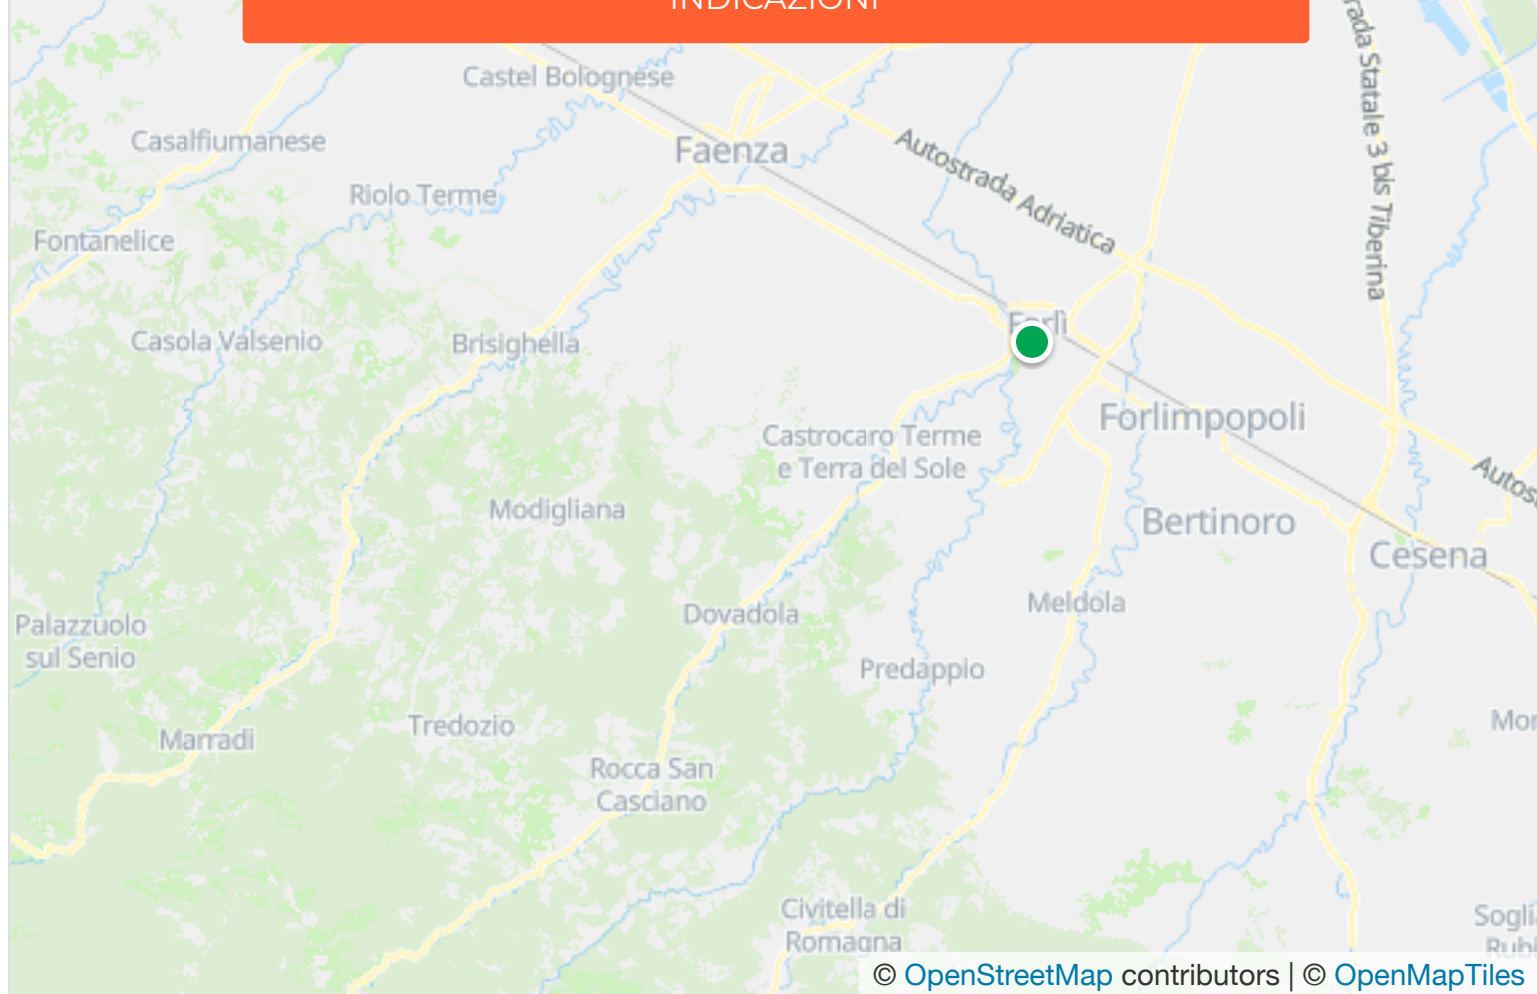 INDICAZIONI
Castel Bolognese
Casalfiumanese
Faenza
Autostrada Adriatica
Strada Statale 3 bis Tiberina
Riolo Terme
Fontanelice
Forlì
Casola Valsenio
Brisighella
Forlimpopoli
Castrocaro Terme
e Terra del Sole
Modigliana
Bertinoro
Cesena
Dovadola
Meldola
Palazzuolo
sul Senio
Predappio
Tredozio
Marradi
Rocca San
Casciano
Civitella di
Romagna
© OpenStreetMap contributors | © OpenMapTiles